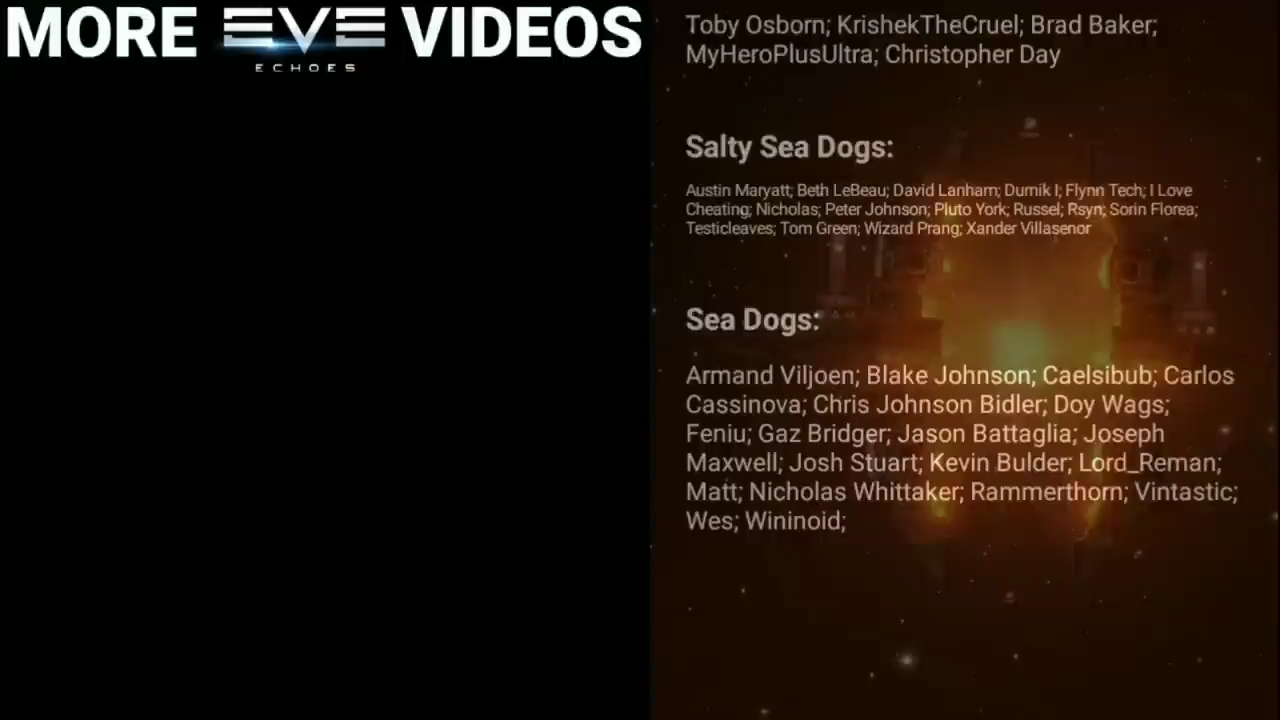 MORE EVE VIDEOS
ECHOES
Toby Osborn; KrishekTheCruel; Brad Baker;
MyHeroPlusUltra; Christopher Day
Salty Sea Dogs:
Austin Maryatt; Beth LeBeau; David Lanham; Dumik I; Flynn Tech; I Love
Cheating; Nicholas; Peter Johnson; Pluto York; Russel; Rsyn; Sorin Florea;
Testicleaves; Tom Green; Wizard Prang; Xander Villasenor
Sea Dogs:
Armand Viljoen; Blake Johnson; Caelsibub; Carlos
Cassinova; Chris Johnson Bidler; Doy Wags;
Feniu; Gaz Bridger; Jason Battaglia; Joseph
Maxwell; Josh Stuart; Kevin Bulder; Lord_Reman;
Matt; Nicholas Whittaker; Rammerthorn; Vintastic;
Wes; Wininoid;